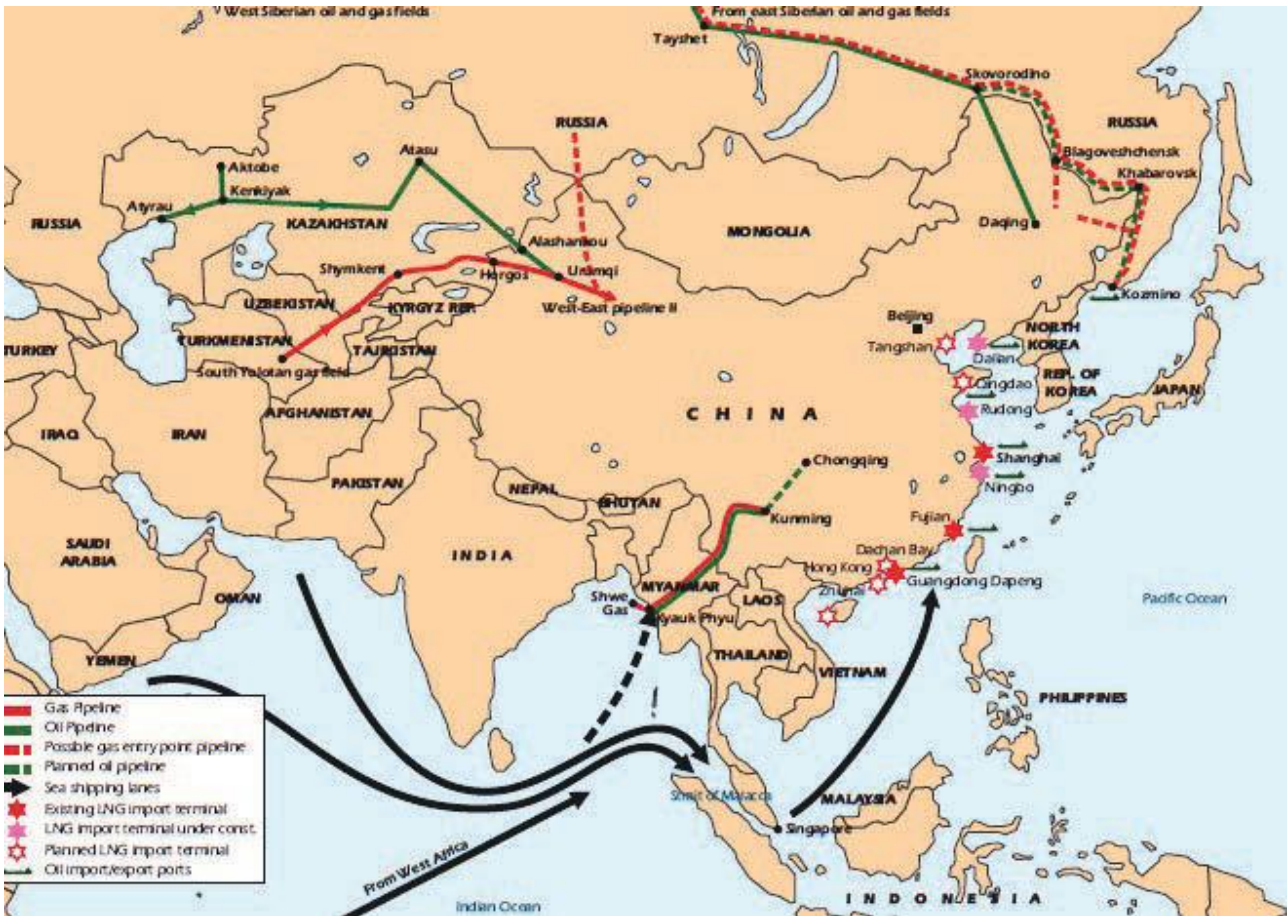 West Siberian oil and gas fields
From east Siberian oil and gas fields
Tayshet
Skovorodino
RUSSIA
RUSSIA
Blagoveshchensk
Khabarovsk
Aktobe
Atasu
Kenkiyak
Atyrau
RUSSIA
KAZAKHSTAN
MONGOLIA
Daqing
Alashankou
Shymkent
Horgos
Urumqi
Kozmino
UZBEKISTAN
KYRGYZ REP.
West-East pipeline II
Beijing
NORTH
KOREA
TURKMENISTAN
TURKEY
TAJIKISTAN
Tangshan
Dalian
South Yolotan gas field
Qingdao
REP. OF
KOREA
JAPAN
AFGHANISTAN
Rudong
CHINA
IRAQ
IRAN
Shanghai
Chongqing
PAKISTAN
NEPAL
BHUTAN
Ningbo
Kunming
Fujian
SAUDI
ARABIA
INDIA
Dachan Bay
Hong Kong
Guangdong Dapeng
MYANMAR
Zhuhai
OMAN
Shwe
Gas
LAOS
Pacific Ocean
Kyauk Phyu
YEMEN
THAILAND
VIETNAM
PHILIPPINES
Gas Pipeline
Oil Pipeline
Possible gas entry point pipeline
Planned oil pipeline
Sea shipping lanes
Existing LNG import terminal
LNG import terminal under const.
Planned LNG import terminal
Oil import/export ports
Strait of Malacca
MALAYSIA
Singapore
From West Africa
Indian Ocean
INDONESIA